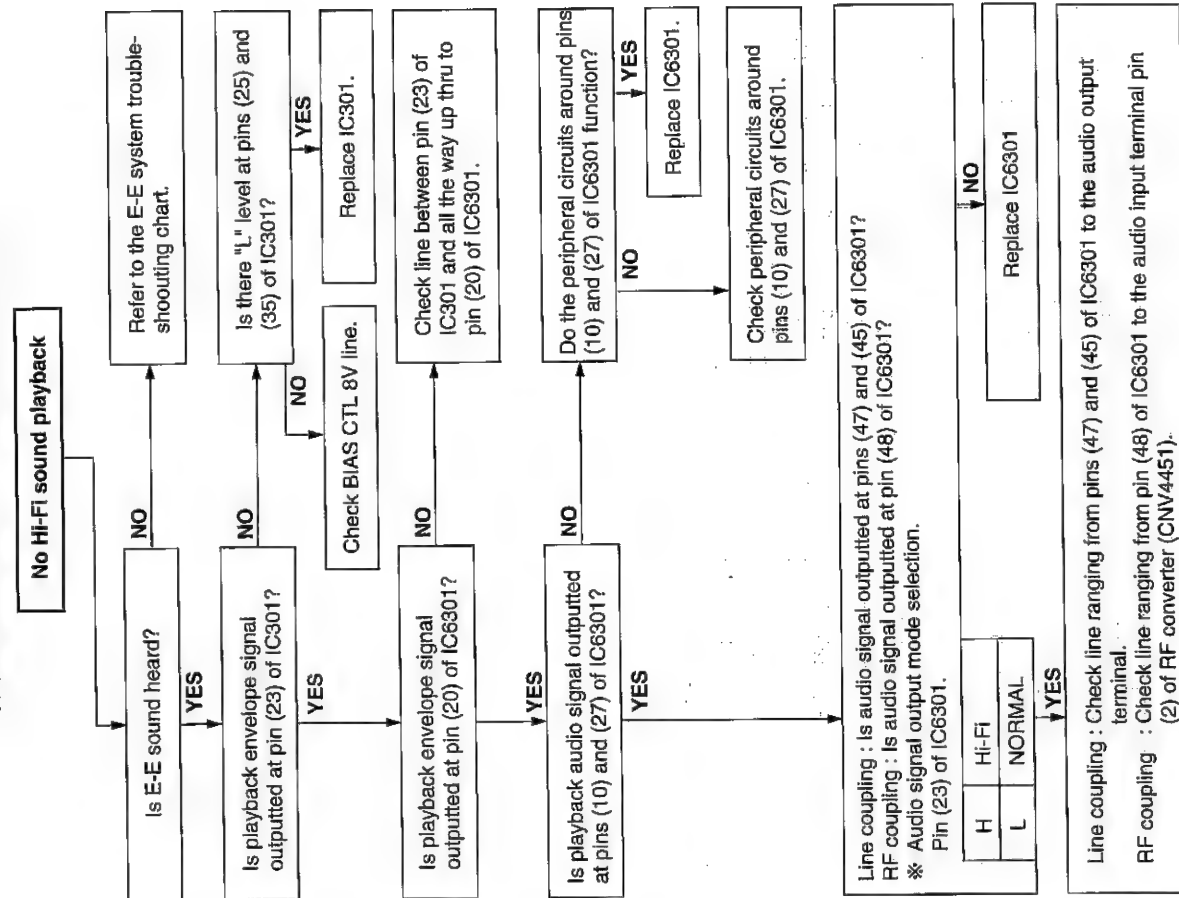 No Hi-Fi sound playback
Is E-E sound heard?
NO
Refer to the E-E system trouble-
shoouting chart.
YES
Is playback envelope signal
outputted at pin (23) of IC301?
NO
Is there "L" level at pins (25) and
(35) of IC301?
YES
Replace IC301.
NO
Check BIAS CTL 8V line.
YES
Is playback envelope signal
outputted at pin (20) of IC6301?
NO
Check line between pin (23) of
IC301 and all the way up thru to
pin (20) of IC6301.
YES
Is playback audio signal outputted
at pins (10) and (27) of IC6301?
NO
Do the peripheral circuits around pins
(10) and (27) of IC6301 function?
YES
Replace IC6301.
NO
Check peripheral circuits around
pins (10) and (27) of IC6301.
YES
Line coupling : Is audio signal outputted at pins (47) and (45) of IC6301?
RF coupling : Is audio signal outputted at pin (48) of IC6301?
※ Audio signal output mode selection.
Pin (23) of IC6301.
H Hi-Fi
L NORMAL
NO
Replace IC6301
YES
Line coupling : Check line ranging from pins (47) and (45) of IC6301 to the audio output
terminal.
RF coupling : Check line ranging from pin (48) of IC6301 to the audio input terminal pin
(2) of RF converter (CNV4451).